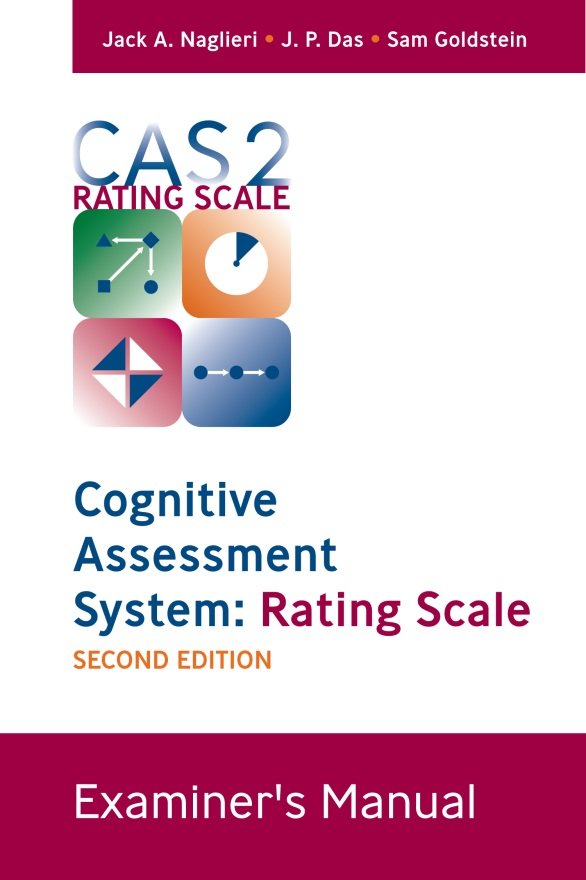 Jack A. Naglieri • J. P. Das • Sam Goldstein
CAS2
RATING SCALE
Cognitive
Assessment
System: Rating Scale
SECOND EDITION
Examiner's Manual